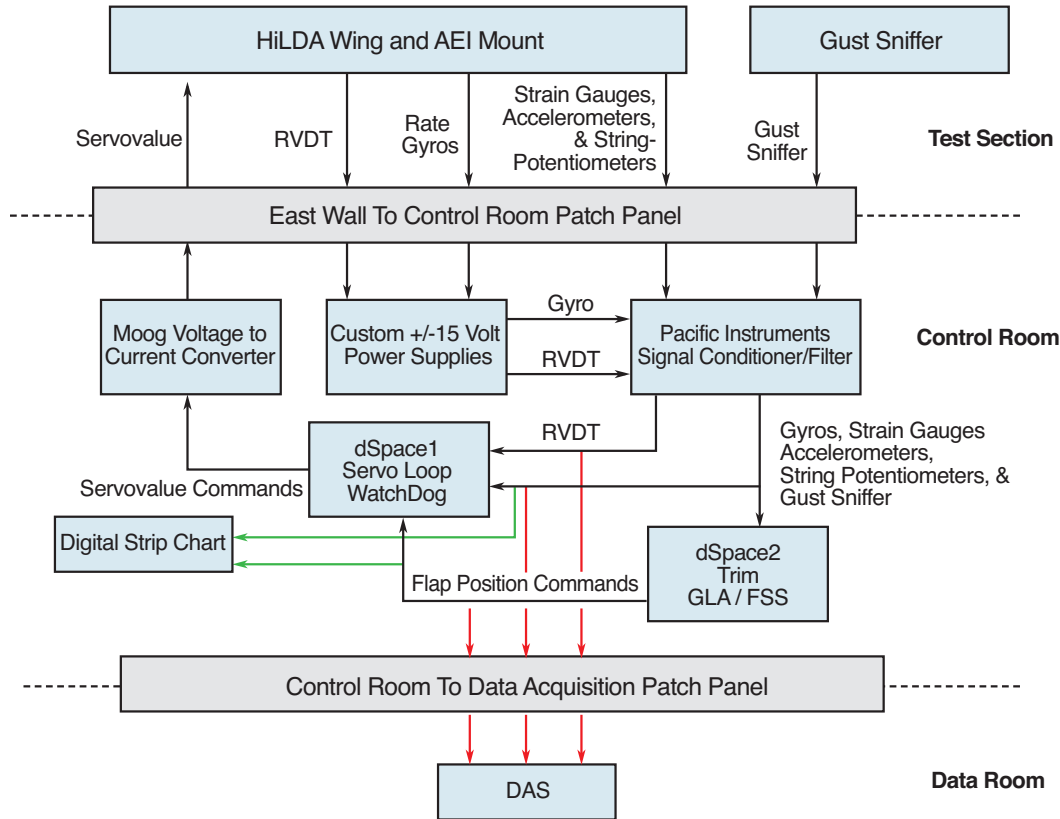 HiLDA Wing and AEI Mount
Gust Sniffer
Servovalue
RVDT
Rate
Gyros
Strain Gauges,
Accelerometers,
& String-
Potentiometers
Gust
Sniffer
Test Section
East Wall To Control Room Patch Panel
Moog Voltage to
Current Converter
Custom +/-15 Volt
Power Supplies
Gyro
RVDT
Pacific Instruments
Signal Conditioner/Filter
Control Room
RVDT
dSpace1
Servo Loop
WatchDog
Servovalue Commands
Gyros, Strain Gauges
Accelerometers,
String Potentiometers, &
Gust Sniffer
Digital Strip Chart
Flap Position Commands
dSpace2
Trim
GLA / FSS
Control Room To Data Acquisition Patch Panel
DAS
Data Room